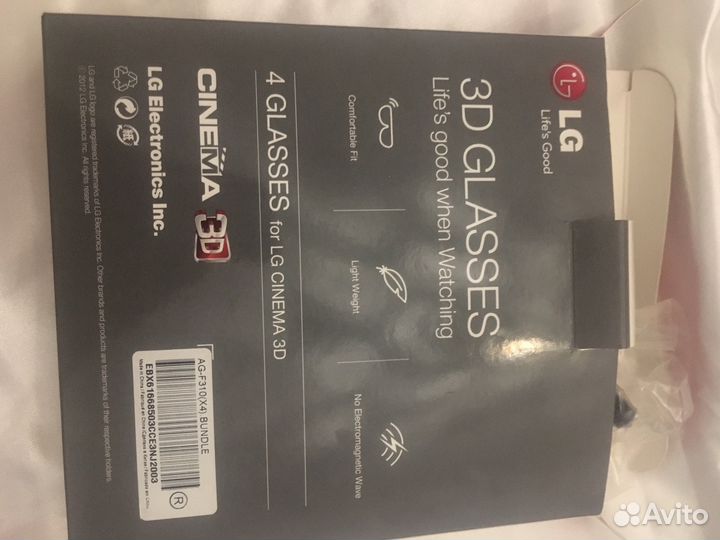 LG
Life's Good
3D GLASSES
Life's good when Watching
Comfortable Fit
Light Weight
No Electromagnetic Wave
4 GLASSES for LG CINEMA 3D
CINEMA 3D
LG Electronics Inc.
LG and LG logo are registered trademarks of LG Electronics Inc. Other brands and products are trademarks of their respective holders.
ⓒ 2012 LG Electronics Inc. All rights reserved.
AG-F310(X4) BUNDLE
EBX61668503CCE3NJ2003
R
Avito